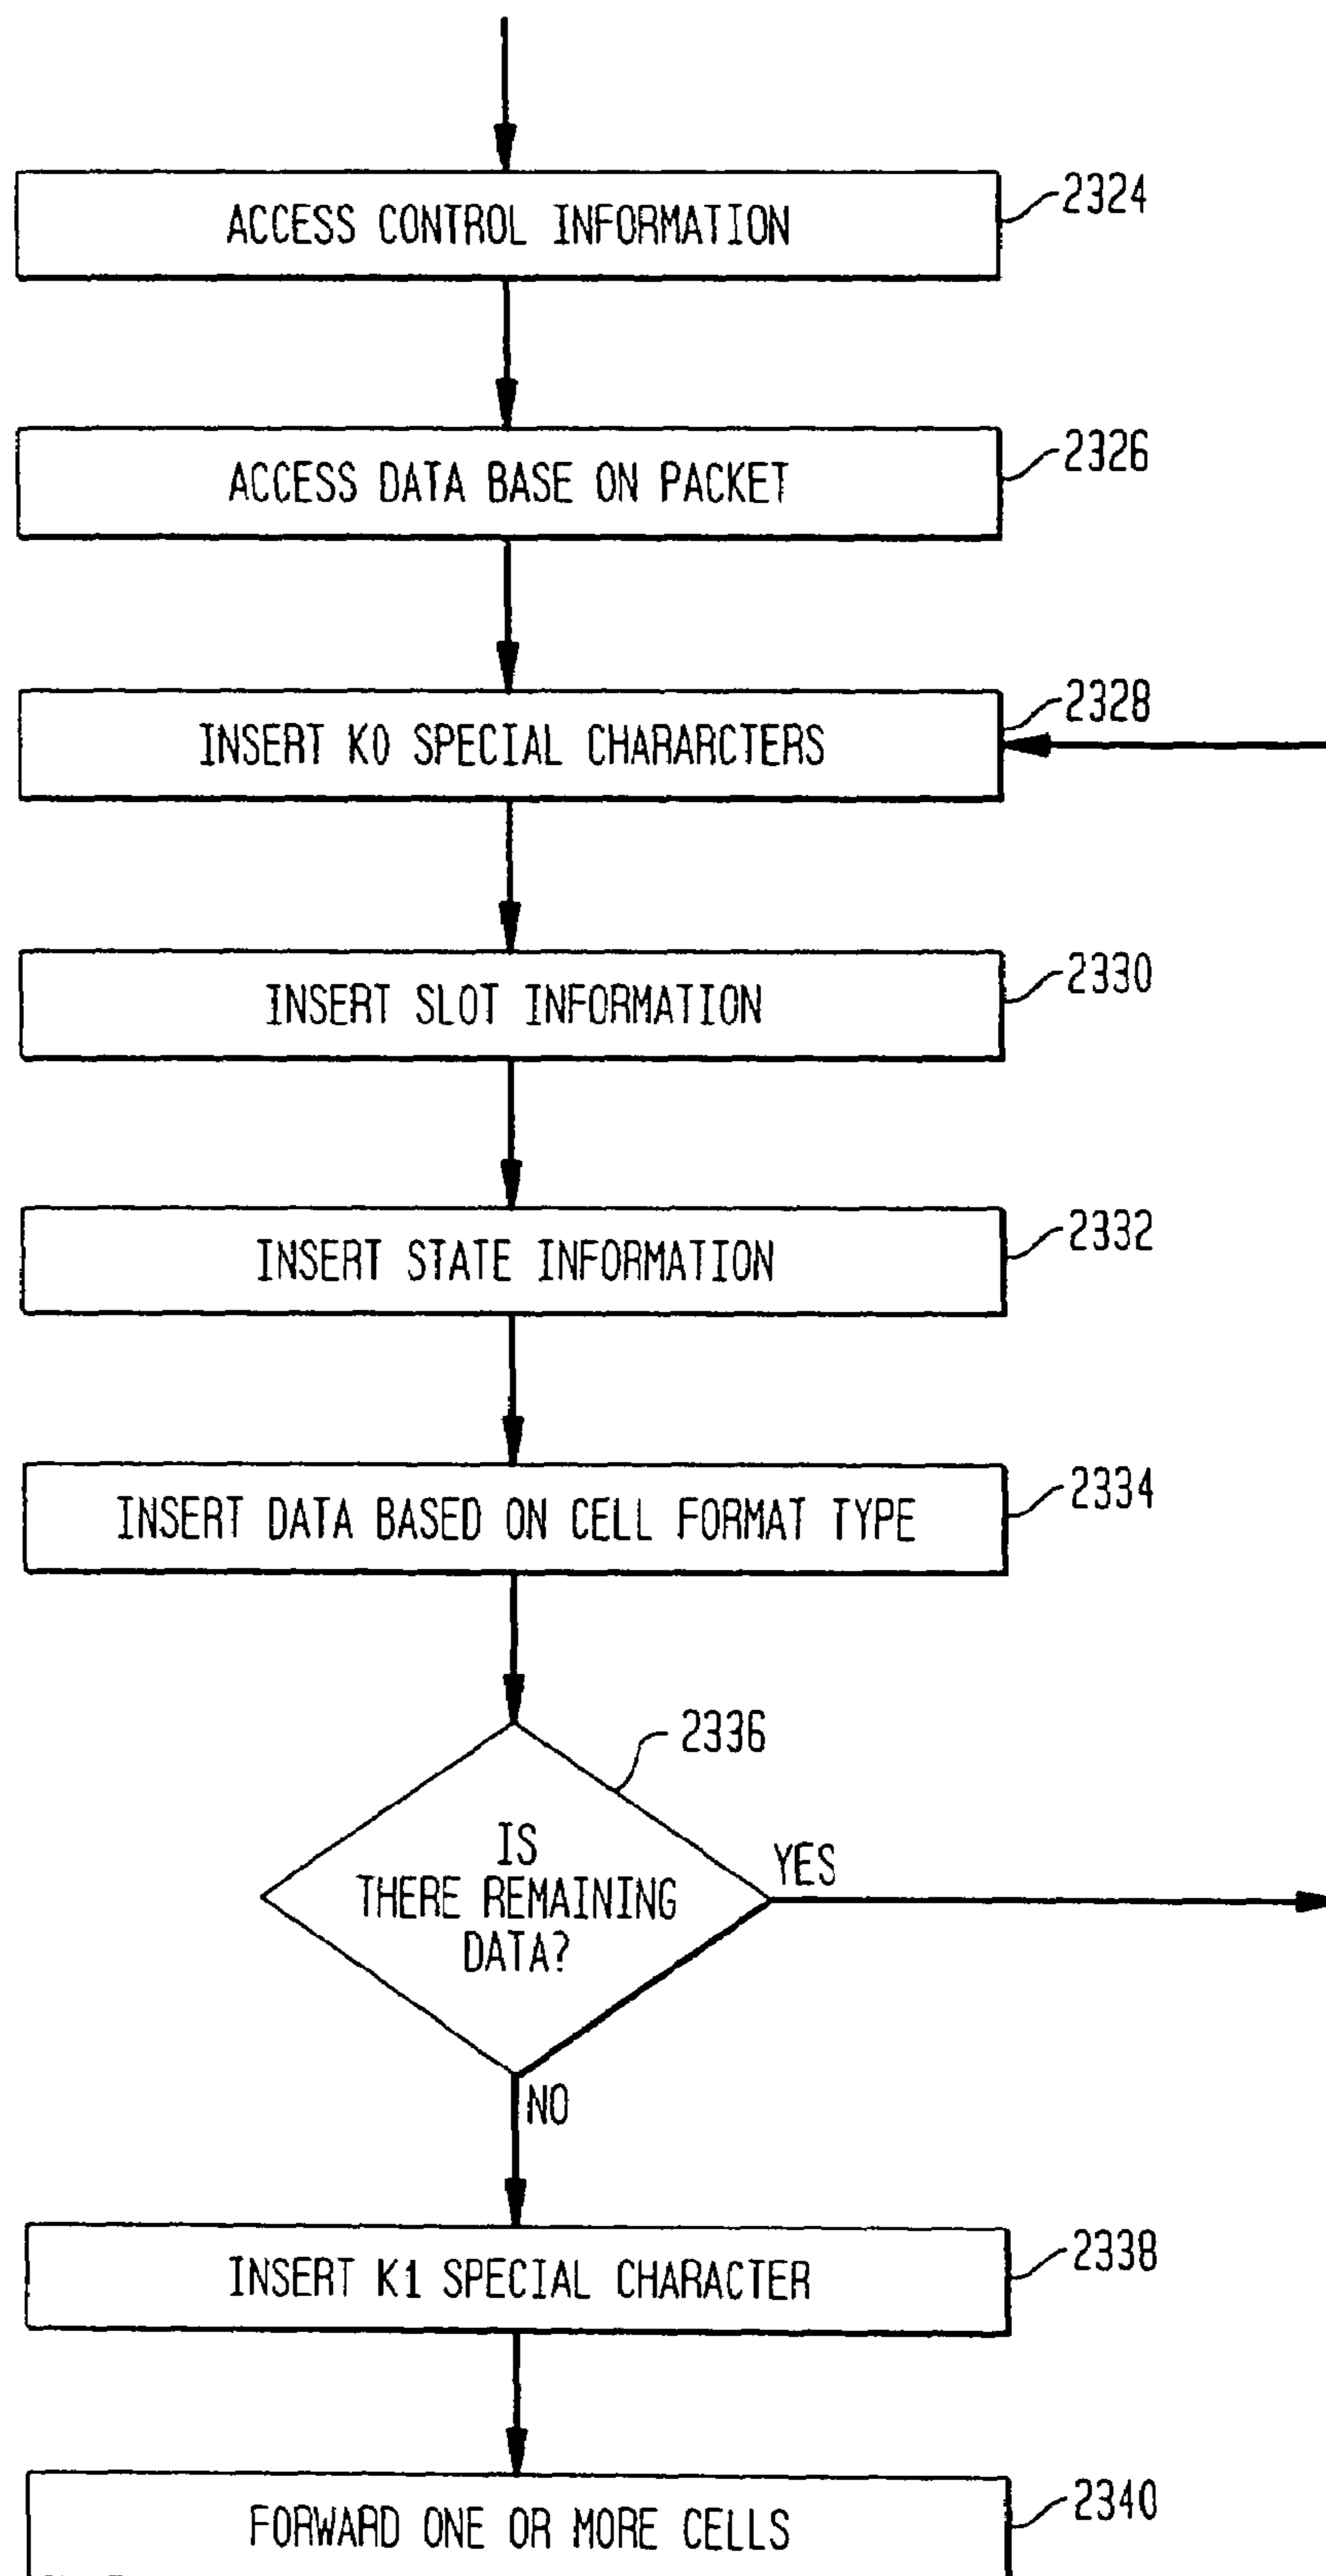 ACCESS CONTROL INFORMATION
2324
ACCESS DATA BASE ON PACKET
2326
INSERT K0 SPECIAL CHARARCTERS
2328
INSERT SLOT INFORMATION
2330
INSERT STATE INFORMATION
2332
INSERT DATA BASED ON CELL FORMAT TYPE
2334
2336
IS
THERE REMAINING
DATA?
YES
NO
INSERT K1 SPECIAL CHARACTER
2338
FORWARD ONE OR MORE CELLS
2340